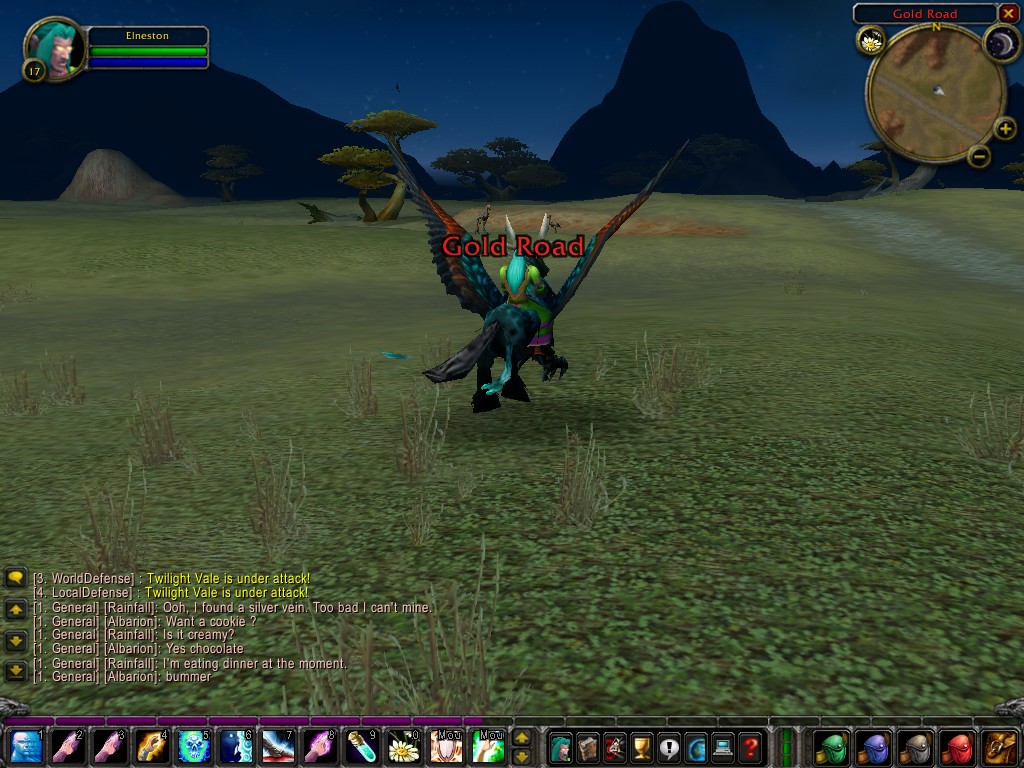 Elneston
17
Gold Road
N
Gold Road
[3. WorldDefense] : Twilight Vale is under attack!
[4. LocalDefense] : Twilight Vale is under attack!
[1. General] [Rainfall]: Ooh, I found a silver vein. Too bad I can't mine.
[1. General] [Albarion]: Want a cookie ?
[1. General] [Rainfall]: Is it creamy?
[1. General] [Albarion]: Yes chocolate
[1. General] [Rainfall]: I'm eating dinner at the moment.
[1. General] [Albarion]: bummer
1 2 3 4 5 6 7 8 9 0 Mou Mou